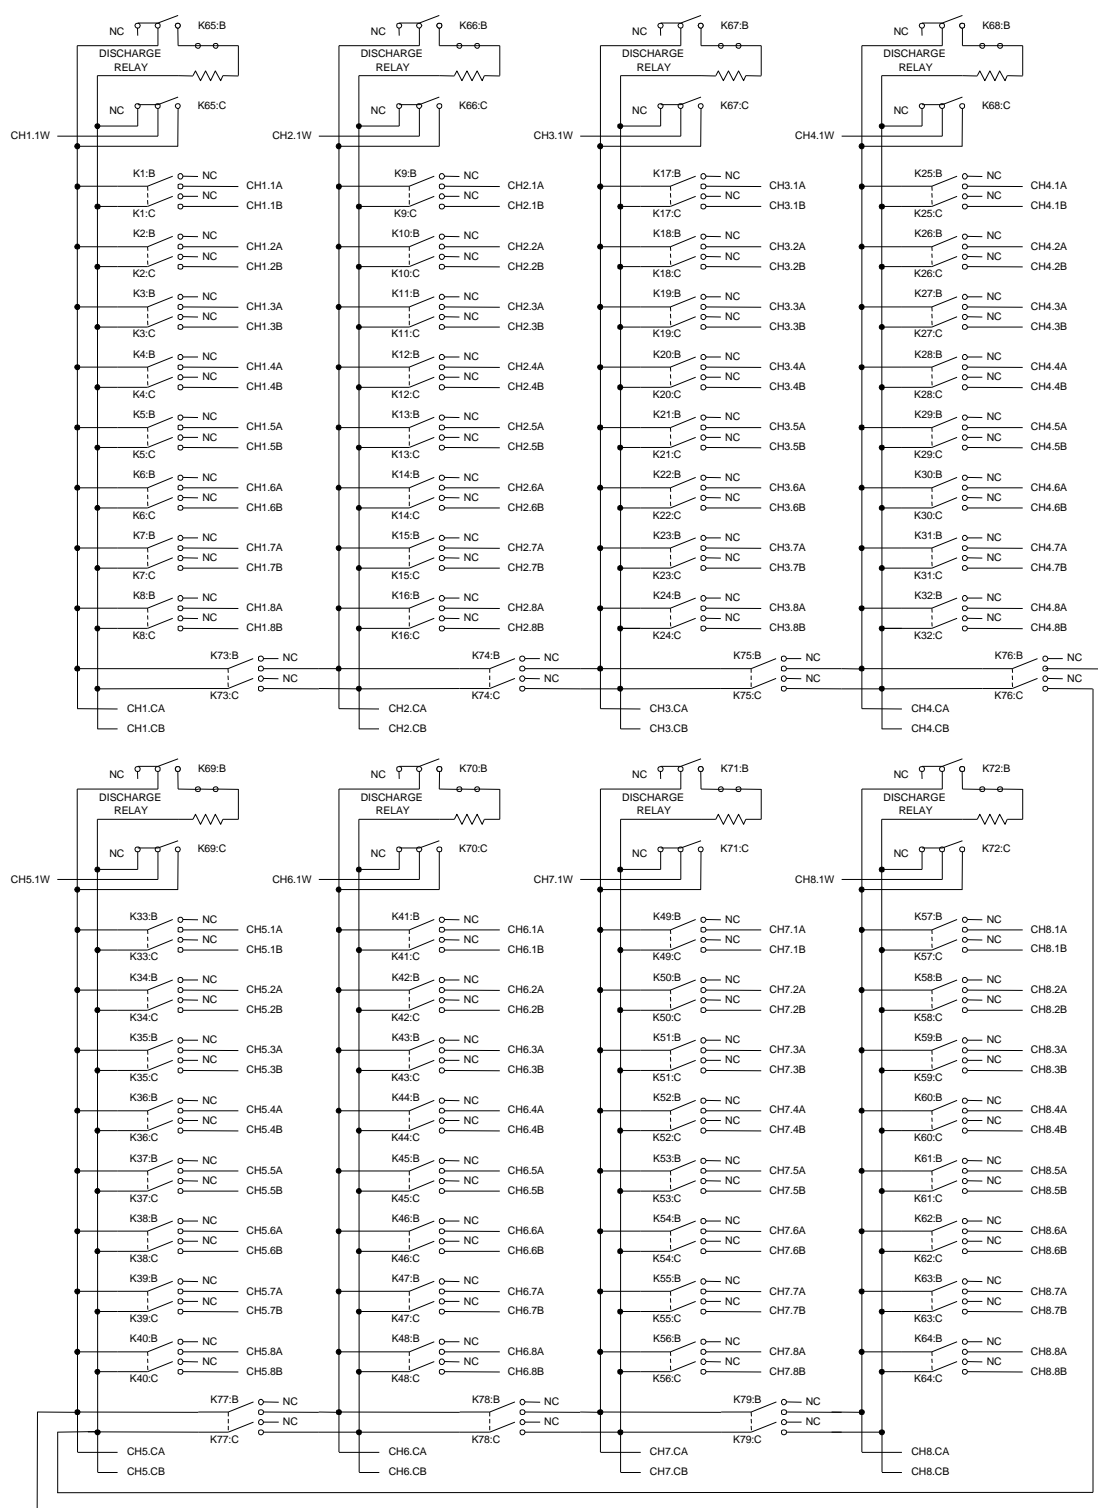 NC K65:B
DISCHARGE
RELAY
NC K65:C
CH1.1W
K1:B NC CH1.1A
K1:C NC CH1.1B
K2:B NC CH1.2A
K2:C NC CH1.2B
K3:B NC CH1.3A
K3:C NC CH1.3B
K4:B NC CH1.4A
K4:C NC CH1.4B
K5:B NC CH1.5A
K5:C NC CH1.5B
K6:B NC CH1.6A
K6:C NC CH1.6B
K7:B NC CH1.7A
K7:C NC CH1.7B
K8:B NC CH1.8A
K8:C NC CH1.8B
K73:B NC
K73:C NC
CH1.CA
CH1.CB
NC K66:B
DISCHARGE
RELAY
NC K66:C
CH2.1W
K9:B NC CH2.1A
K9:C NC CH2.1B
K10:B NC CH2.2A
K10:C NC CH2.2B
K11:B NC CH2.3A
K11:C NC CH2.3B
K12:B NC CH2.4A
K12:C NC CH2.4B
K13:B NC CH2.5A
K13:C NC CH2.5B
K14:B NC CH2.6A
K14:C NC CH2.6B
K15:B NC CH2.7A
K15:C NC CH2.7B
K16:B NC CH2.8A
K16:C NC CH2.8B
K74:B NC
K74:C NC
CH2.CA
CH2.CB
NC K67:B
DISCHARGE
RELAY
NC K67:C
CH3.1W
K17:B NC CH3.1A
K17:C NC CH3.1B
K18:B NC CH3.2A
K18:C NC CH3.2B
K19:B NC CH3.3A
K19:C NC CH3.3B
K20:B NC CH3.4A
K20:C NC CH3.4B
K21:B NC CH3.5A
K21:C NC CH3.5B
K22:B NC CH3.6A
K22:C NC CH3.6B
K23:B NC CH3.7A
K23:C NC CH3.7B
K24:B NC CH3.8A
K24:C NC CH3.8B
K75:B NC
K75:C NC
CH3.CA
CH3.CB
NC K68:B
DISCHARGE
RELAY
NC K68:C
CH4.1W
K25:B NC CH4.1A
K25:C NC CH4.1B
K26:B NC CH4.2A
K26:C NC CH4.2B
K27:B NC CH4.3A
K27:C NC CH4.3B
K28:B NC CH4.4A
K28:C NC CH4.4B
K29:B NC CH4.5A
K29:C NC CH4.5B
K30:B NC CH4.6A
K30:C NC CH4.6B
K31:B NC CH4.7A
K31:C NC CH4.7B
K32:B NC CH4.8A
K32:C NC CH4.8B
K76:B NC
K76:C NC
CH4.CA
CH4.CB
NC K69:B
DISCHARGE
RELAY
NC K69:C
CH5.1W
K33:B NC CH5.1A
K33:C NC CH5.1B
K34:B NC CH5.2A
K34:C NC CH5.2B
K35:B NC CH5.3A
K35:C NC CH5.3B
K36:B NC CH5.4A
K36:C NC CH5.4B
K37:B NC CH5.5A
K37:C NC CH5.5B
K38:B NC CH5.6A
K38:C NC CH5.6B
K39:B NC CH5.7A
K39:C NC CH5.7B
K40:B NC CH5.8A
K40:C NC CH5.8B
K77:B NC
K77:C NC
CH5.CA
CH5.CB
NC K70:B
DISCHARGE
RELAY
NC K70:C
CH6.1W
K41:B NC CH6.1A
K41:C NC CH6.1B
K42:B NC CH6.2A
K42:C NC CH6.2B
K43:B NC CH6.3A
K43:C NC CH6.3B
K44:B NC CH6.4A
K44:C NC CH6.4B
K45:B NC CH6.5A
K45:C NC CH6.5B
K46:B NC CH6.6A
K46:C NC CH6.6B
K47:B NC CH6.7A
K47:C NC CH6.7B
K48:B NC CH6.8A
K48:C NC CH6.8B
K78:B NC
K78:C NC
CH6.CA
CH6.CB
NC K71:B
DISCHARGE
RELAY
NC K71:C
CH7.1W
K49:B NC CH7.1A
K49:C NC CH7.1B
K50:B NC CH7.2A
K50:C NC CH7.2B
K51:B NC CH7.3A
K51:C NC CH7.3B
K52:B NC CH7.4A
K52:C NC CH7.4B
K53:B NC CH7.5A
K53:C NC CH7.5B
K54:B NC CH7.6A
K54:C NC CH7.6B
K55:B NC CH7.7A
K55:C NC CH7.7B
K56:B NC CH7.8A
K56:C NC CH7.8B
K79:B NC
K79:C NC
CH7.CA
CH7.CB
NC K72:B
DISCHARGE
RELAY
NC K72:C
CH8.1W
K57:B NC CH8.1A
K57:C NC CH8.1B
K58:B NC CH8.2A
K58:C NC CH8.2B
K59:B NC CH8.3A
K59:C NC CH8.3B
K60:B NC CH8.4A
K60:C NC CH8.4B
K61:B NC CH8.5A
K61:C NC CH8.5B
K62:B NC CH8.6A
K62:C NC CH8.6B
K63:B NC CH8.7A
K63:C NC CH8.7B
K64:B NC CH8.8A
K64:C NC CH8.8B
CH8.CA
CH8.CB